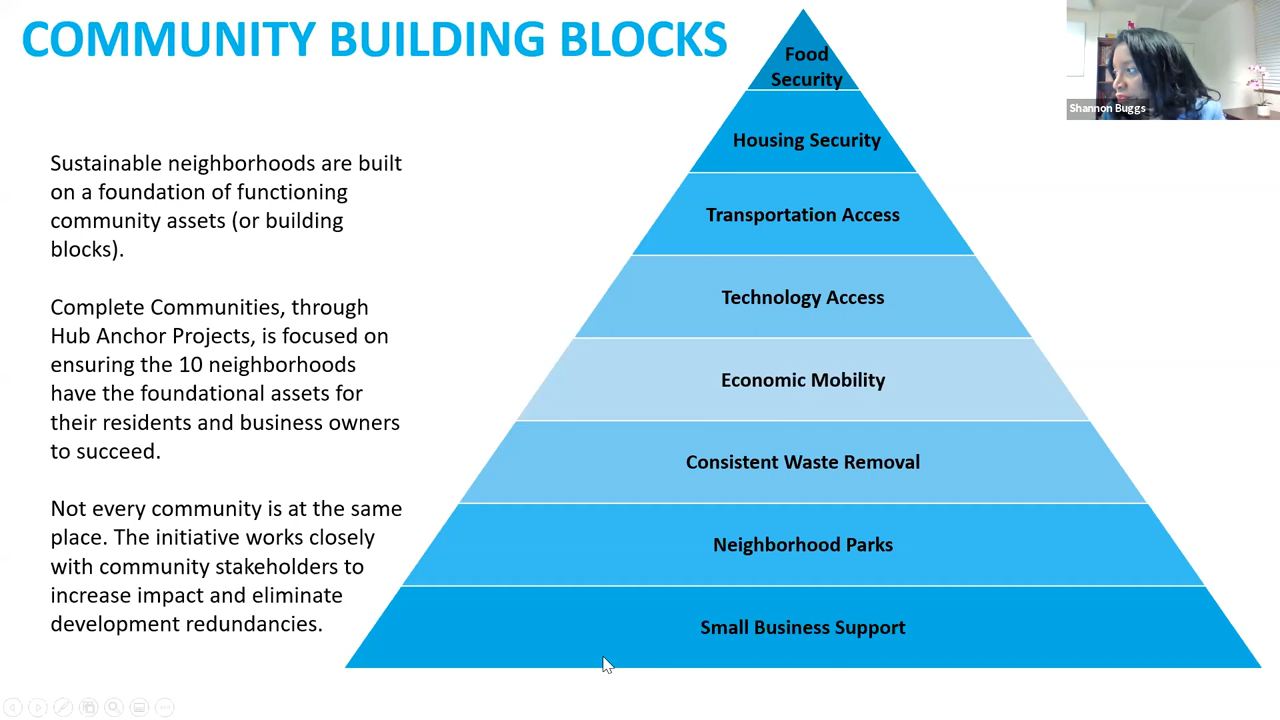 COMMUNITY BUILDING BLOCKS
Sustainable neighborhoods are built
on a foundation of functioning
community assets (or building
blocks).
Complete Communities, through
Hub Anchor Projects, is focused on
ensuring the 10 neighborhoods
have the foundational assets for
their residents and business owners
to succeed.
Not every community is at the same
place. The initiative works closely
with community stakeholders to
increase impact and eliminate
development redundancies.
Food
Security
Housing Security
Transportation Access
Technology Access
Economic Mobility
Consistent Waste Removal
Neighborhood Parks
Small Business Support
Shannon Buggs